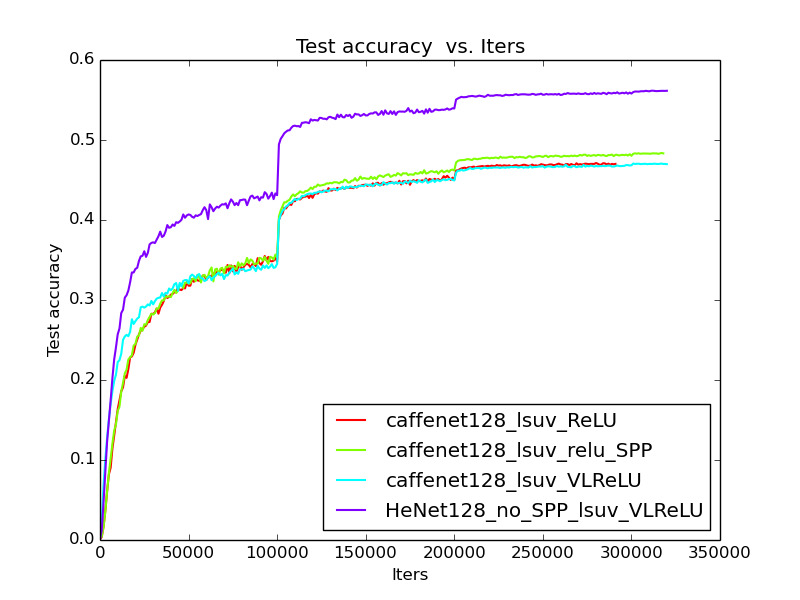 Test accuracy  vs. Iters
0.6
0.5
0.4
0.3
0.2
0.1
0.0
Test accuracy
caffenet128_lsuv_ReLU
caffenet128_lsuv_relu_SPP
caffenet128_lsuv_VLReLU
HeNet128_no_SPP_lsuv_VLReLU
0 50000 100000 150000 200000 250000 300000 350000
Iters